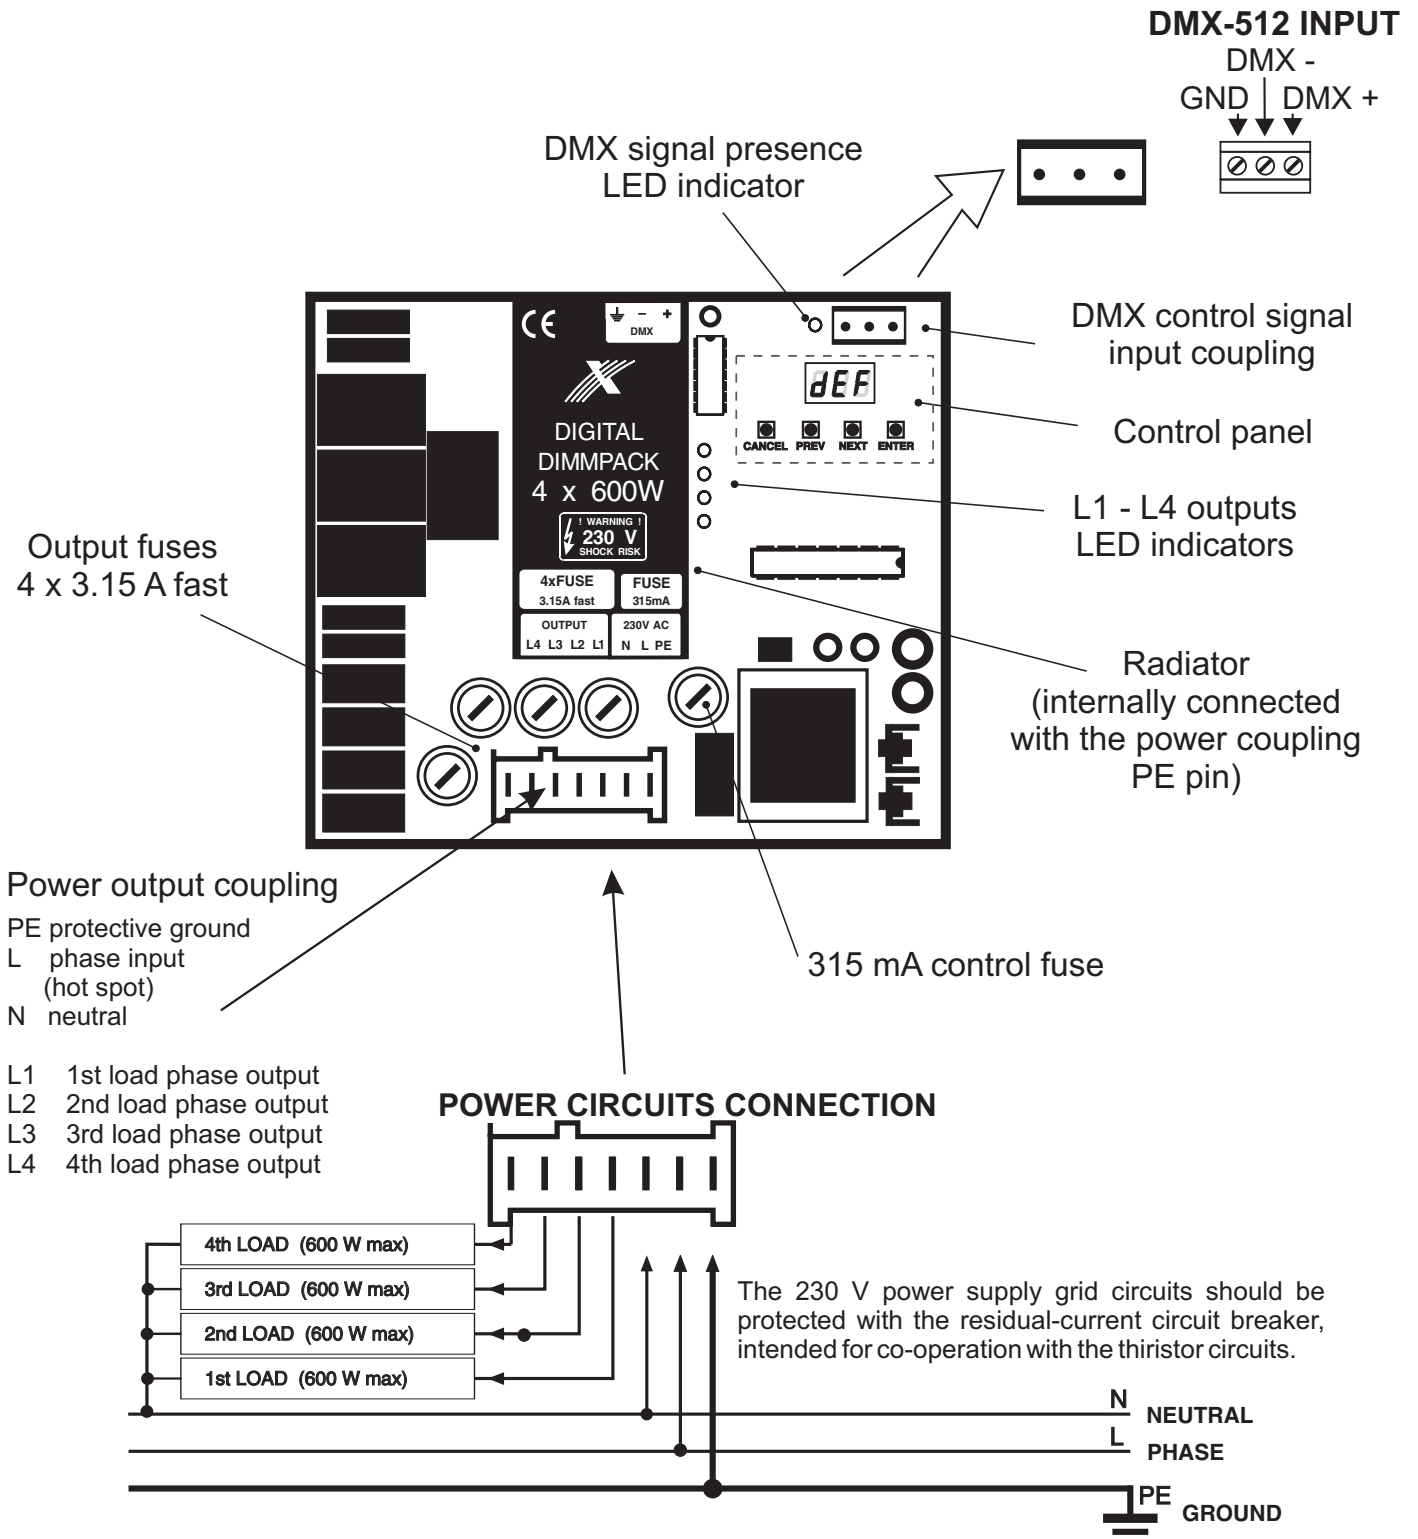 DMX-512 INPUT
DMX -
GND DMX +
DMX signal presence
LED indicator
DMX control signal
input coupling
Control panel
L1 - L4 outputs
LED indicators
Output fuses
4 x 3.15 A fast
CE
- +
DMX
X
DIGITAL
DIMMPACK
4 x 600W
! WARNING !
230 V
SHOCK RISK
4xFUSE
3.15A fast
FUSE
315mA
OUTPUT
L4 L3 L2 L1
230V AC
N L PE
dEF
CANCEL PREV NEXT ENTER
Radiator
(internally connected
with the power coupling
PE pin)
Power output coupling
PE protective ground
L phase input
(hot spot)
N neutral
L1 1st load phase output
L2 2nd load phase output
L3 3rd load phase output
L4 4th load phase output
315 mA control fuse
POWER CIRCUITS CONNECTION
4th LOAD (600 W max)
3rd LOAD (600 W max)
2nd LOAD (600 W max)
1st LOAD (600 W max)
The 230 V power supply grid circuits should be
protected with the residual-current circuit breaker,
intended for co-operation with the thiristor circuits.
N NEUTRAL
L PHASE
PE GROUND